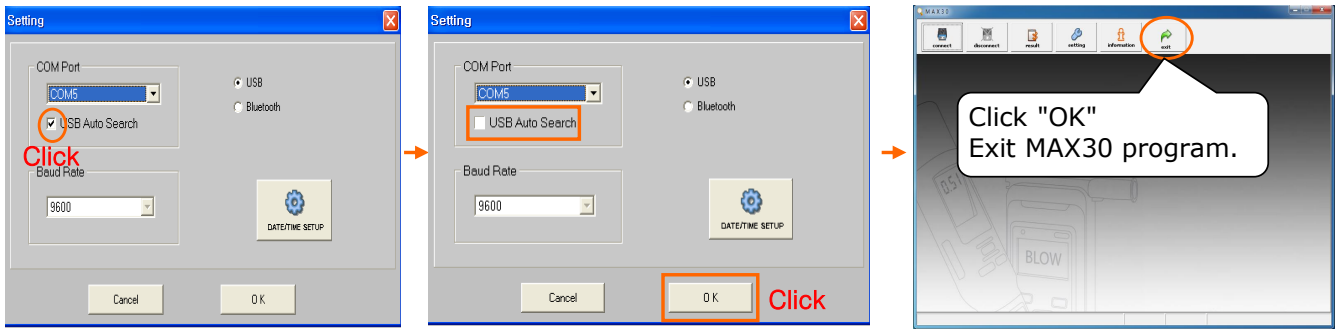 Setting
COM Port
COM5
USB Auto Search
Click
USB
Bluetooth
Baud Rate
9600
DATE/TIME SETUP
Cancel
OK
Setting
COM Port
COM5
USB Auto Search
USB
Bluetooth
Baud Rate
9600
DATE/TIME SETUP
Cancel
OK
Click
MAX30
connect
disconnect
result
setting
information
exit
Click "OK"
Exit MAX30 program.
0.51
BLOW